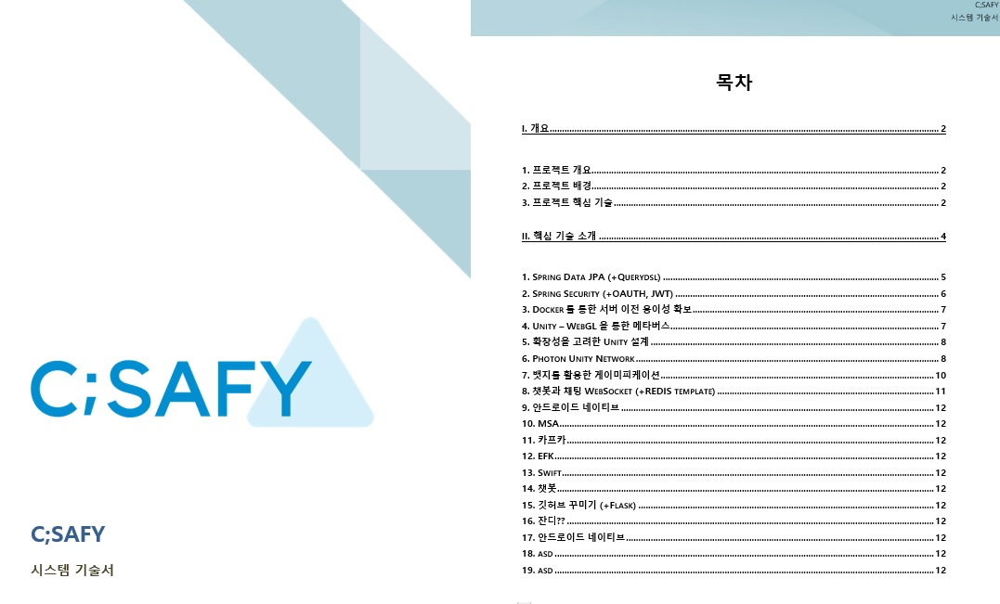 C;SAFY
C;SAFY
시스템 기술서
C;SAFY
시스템 기술서
목차
I. 개요 2
1. 프로젝트 개요 2
2. 프로젝트 배경 2
3. 프로젝트 핵심 기술 2
II. 핵심 기술 소개 4
1. Spring Data JPA (+Querydsl) 5
2. Spring Security (+OAUTH, JWT) 6
3. Docker 를 통한 서버 이전 용이성 확보 7
4. Unity – WebGL 을 통한 메타버스 7
5. 확장성을 고려한 Unity 설계 8
6. Photon Unity Network 8
7. 뱃지를 활용한 게이미피케이션 10
8. 챗봇과 채팅 WebSocket (+REDIS template) 11
9. 안드로이드 네이티브 12
10. MSA 12
11. 카프카 12
12. EFK 12
13. Swift 12
14. 챗봇 12
15. 깃허브 꾸미기 (+Flask) 12
16. 잔디?? 12
17. 안드로이드 네이티브 12
18. asd 12
19. asd 12